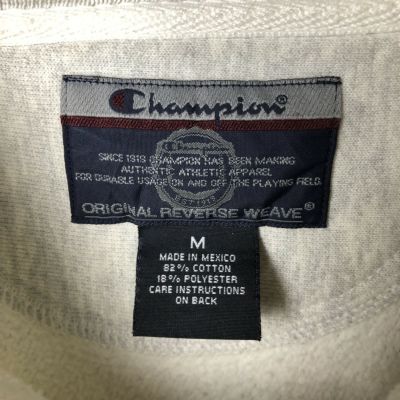 Champion®
SINCE 1919 CHAMPION HAS BEEN MAKING
AUTHENTIC ATHLETIC APPAREL
FOR DURABLE USAGE ON AND OFF THE PLAYING FIELD.
EST 1919
ORIGINAL REVERSE WEAVE®
M
MADE IN MEXICO
82% COTTON
18% POLYESTER
CARE INSTRUCTIONS
ON BACK